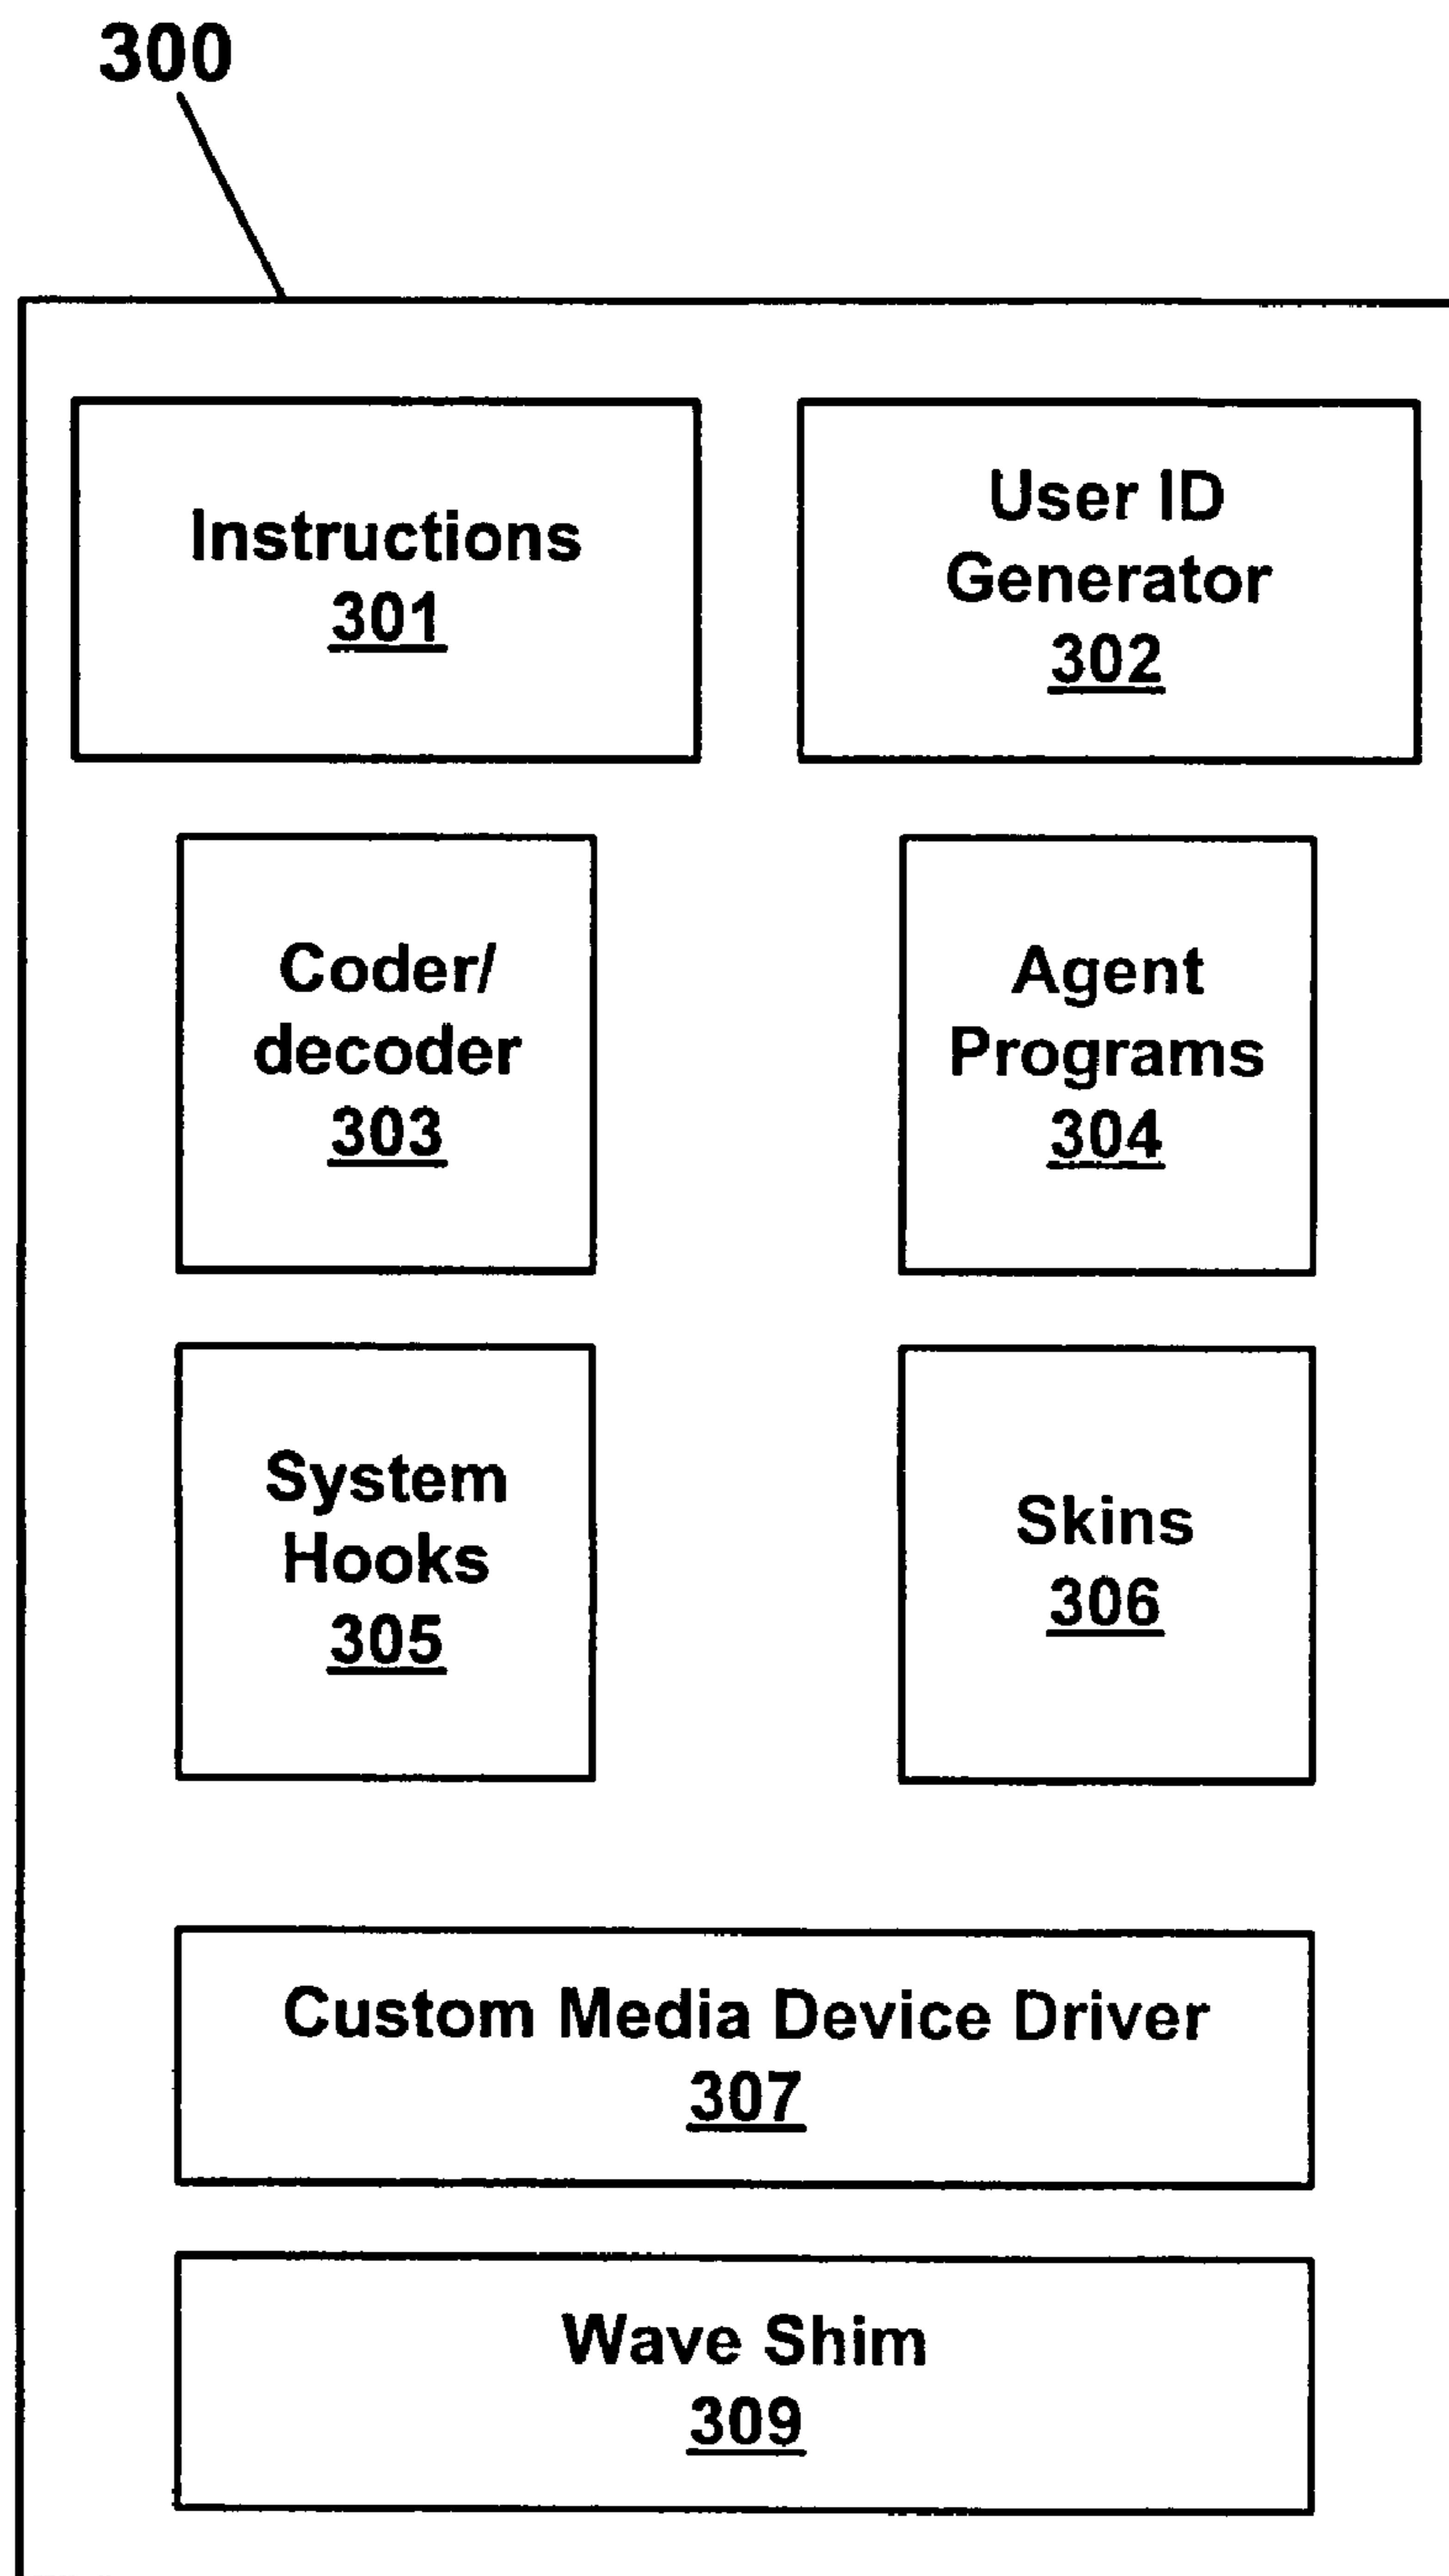 300
Instructions
301
User ID
Generator
302
Coder/
decoder
303
Agent
Programs
304
System
Hooks
305
Skins
306
Custom Media Device Driver
307
Wave Shim
309